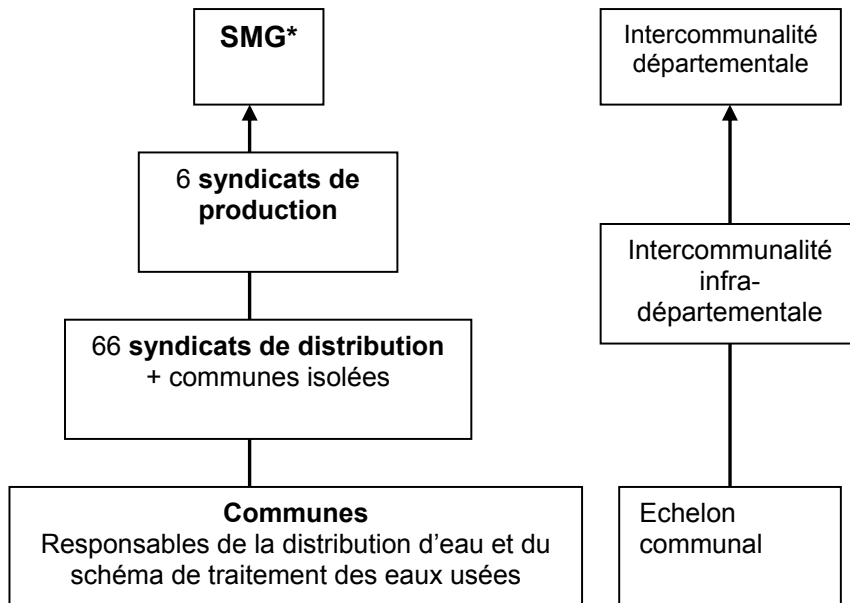 SMG*
Intercommunalité
départementale
6 syndicats de
production
Intercommunalité
infra-
départementale
66 syndicats de distribution
+ communes isolées
Communes
Responsables de la distribution d'eau et du
schéma de traitement des eaux usées
Echelon
communal